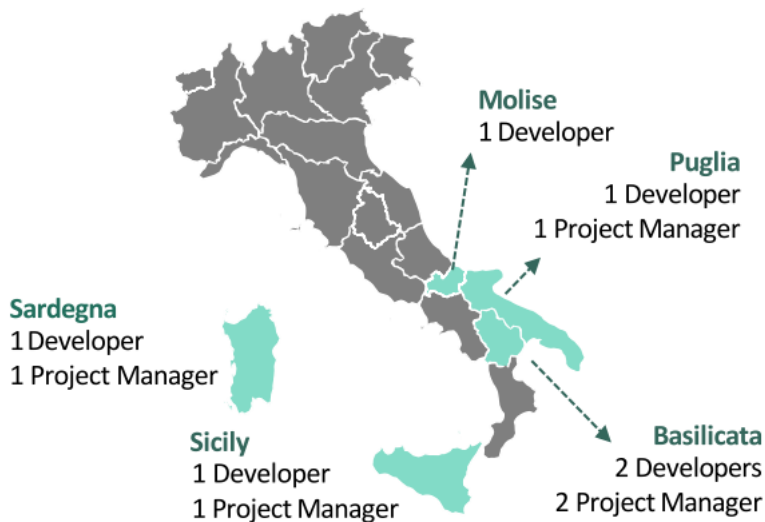 Molise
1 Developer
Puglia
1 Developer
1 Project Manager
Sardegna
1 Developer
1 Project Manager
Sicily
1 Developer
1 Project Manager
Basilicata
2 Developers
2 Project Manager